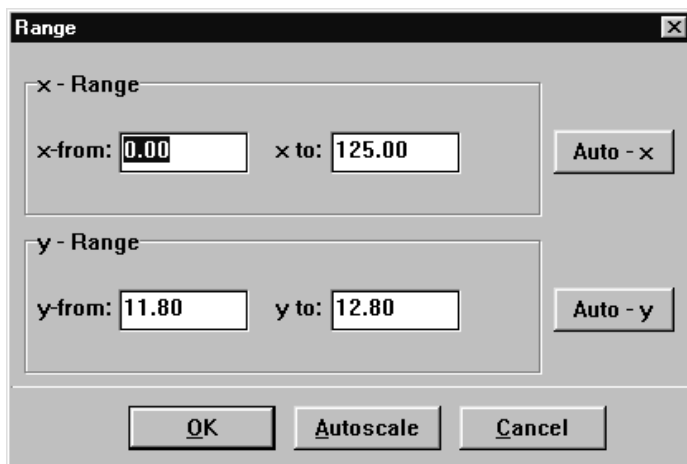 Range
x - Range
x-from: 0.00 x to: 125.00 Auto - x
y - Range
y-from: 11.80 y to: 12.80 Auto - y
OK Autoscale Cancel